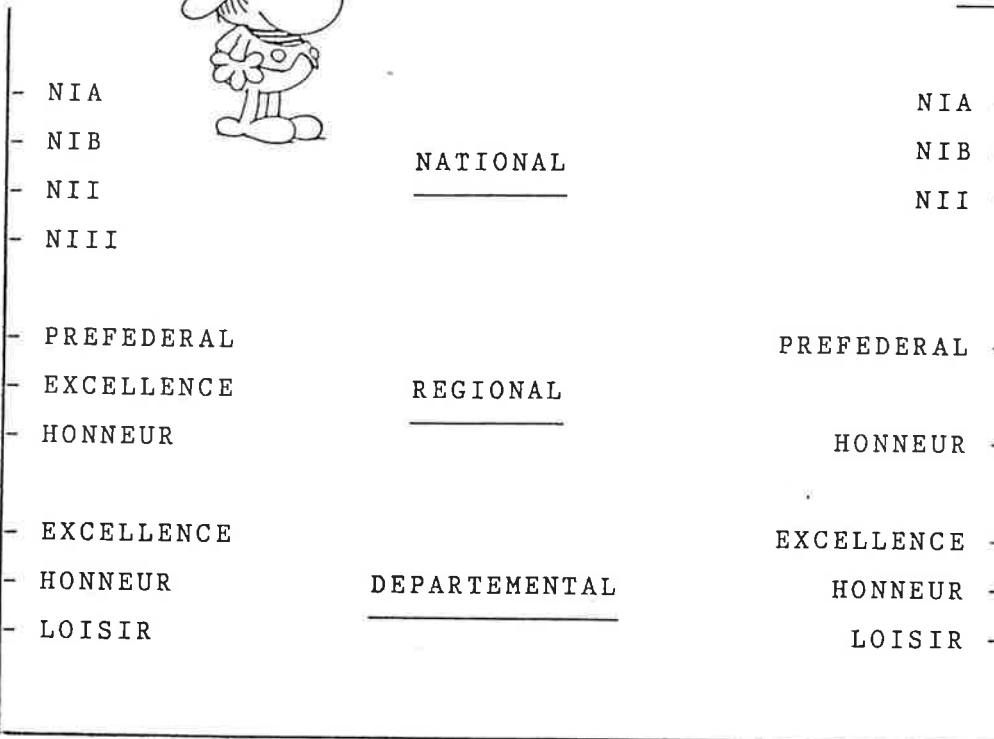 - NIA NIA
- NIB NIB
NATIONAL
- NII NII
- NIII
- PREFEDERAL PREFEDERAL -
- EXCELLENCE REGIONAL
- HONNEUR HONNEUR -
- EXCELLENCE EXCELLENCE -
- HONNEUR DEPARTEMENTAL HONNEUR -
- LOISIR LOISIR -